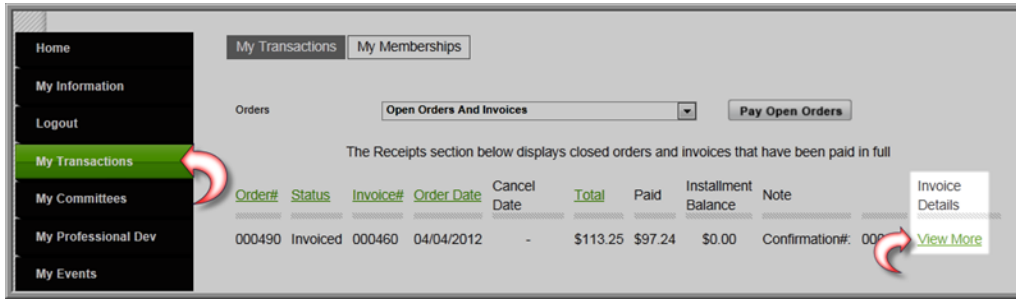 Home
My Information
Logout
My Transactions
My Committees
My Professional Dev
My Events
My Transactions My Memberships
Orders Open Orders And Invoices Pay Open Orders
The Receipts section below displays closed orders and invoices that have been paid in full
Order# Status Invoice# Order Date Cancel Date Total Paid Installment Balance Note Invoice Details
000490 Invoiced 000460 04/04/2012 - $113.25 $97.24 $0.00 Confirmation#: View More